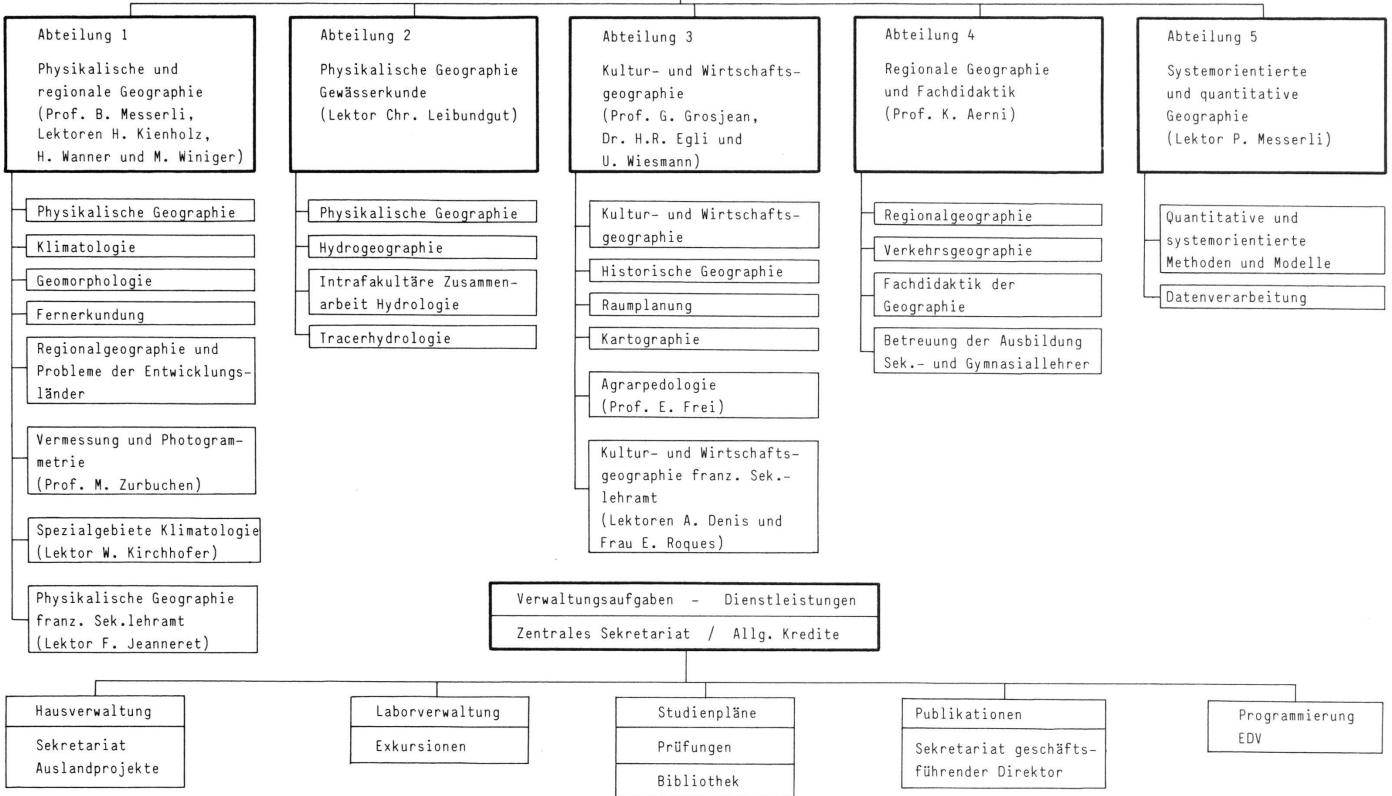 Abteilung 1
Physikalische und
regionale Geographie
(Prof. B. Messerli,
Lektoren H. Kienholz,
H. Wanner und M. Winiger)
Physikalische Geographie
Klimatologie
Geomorphologie
Fernerkundung
Regionalgeographie und
Probleme der Entwicklungs-
länder
Vermessung und Photogram-
metrie
(Prof. M. Zurbuchen)
Spezialgebiete Klimatologie
(Lektor W. Kirchhofer)
Physikalische Geographie
franz. Sek.lehramt
(Lektor F. Jeanneret)
Abteilung 2
Physikalische Geographie
Gewässerkunde
(Lektor Chr. Leibundgut)
Physikalische Geographie
Hydrogeographie
Intrafakultäre Zusammen-
arbeit Hydrologie
Tracerhydrologie
Abteilung 3
Kultur- und Wirtschafts-
geographie
(Prof. G. Grosjean,
Dr. H.R. Egli und
U. Wiesmann)
Kultur- und Wirtschafts-
geographie
Historische Geographie
Raumplanung
Kartographie
Agrarpedologie
(Prof. E. Frei)
Kultur- und Wirtschafts-
geographie franz. Sek.-
lehramt
(Lektoren A. Denis und
Frau E. Roques)
Abteilung 4
Regionale Geographie
und Fachdidaktik
(Prof. K. Aerni)
Regionalgeographie
Verkehrsgeographie
Fachdidaktik der
Geographie
Betreuung der Ausbildung
Sek.- und Gymnasiallehrer
Abteilung 5
Systemorientierte
und quantitative
Geographie
(Lektor P. Messerli)
Quantitative und
systemorientierte
Methoden und Modelle
Datenverarbeitung
Verwaltungsaufgaben - Dienstleistungen
Zentrales Sekretariat / Allg. Kredite
Hausverwaltung
Sekretariat
Auslandprojekte
Laborverwaltung
Exkursionen
Studienpläne
Prüfungen
Bibliothek
Publikationen
Sekretariat geschäfts-
führender Direktor
Programmierung
EDV